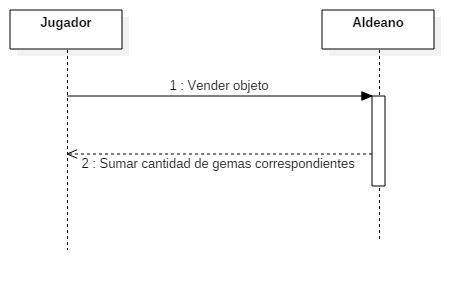 Jugador
Aldeano
1 : Vender objeto
2 : Sumar cantidad de gemas correspondientes